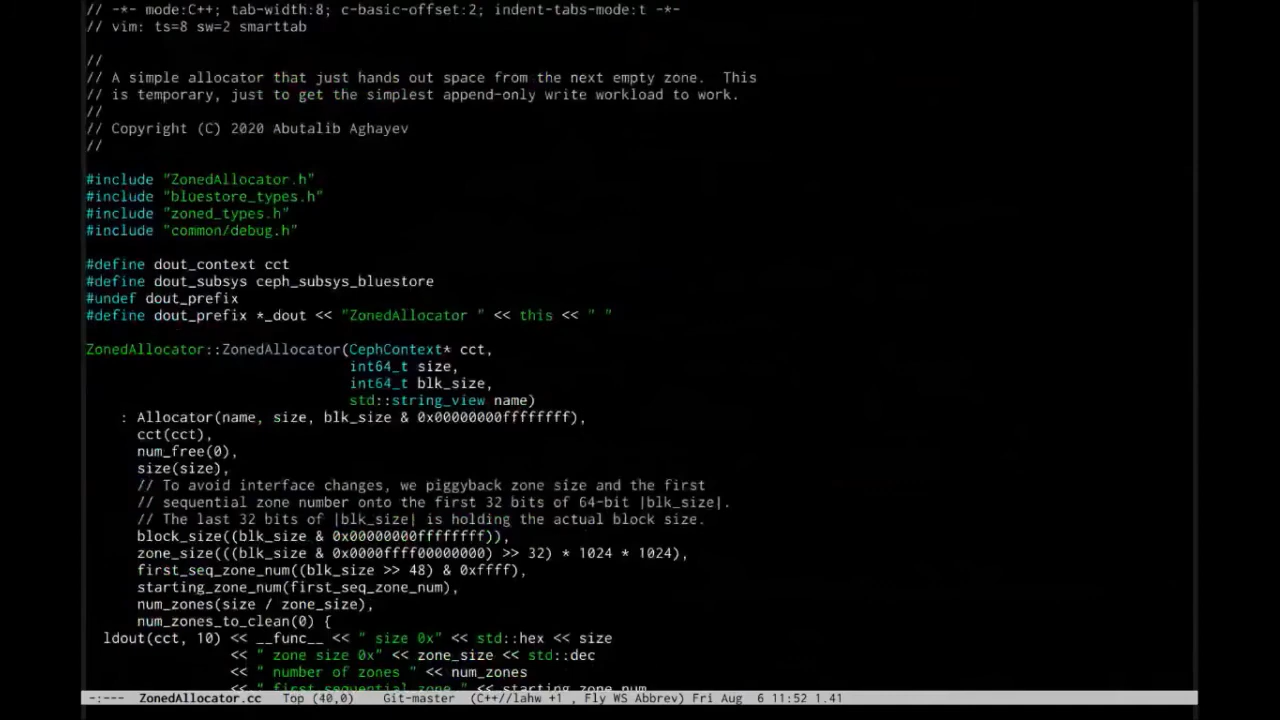 // -*- mode:C++; tab-width:8; c-basic-offset:2; indent-tabs-mode:t -*-
// vim: ts=8 sw=2 smarttab
//
// A simple allocator that just hands out space from the next empty zone.  This
// is temporary, just to get the simplest append-only write workload to work.
//
// Copyright (C) 2020 Abutalib Aghayev
//
#include "ZonedAllocator.h"
#include "bluestore_types.h"
#include "zoned_types.h"
#include "common/debug.h"
#define dout_context cct
#define dout_subsys ceph_subsys_bluestore
#undef dout_prefix
#define dout_prefix *_dout << "ZonedAllocator " << this << " "
ZonedAllocator::ZonedAllocator(CephContext* cct,
int64_t size,
int64_t blk_size,
std::string_view name)
: Allocator(name, size, blk_size & 0x00000000ffffffff),
cct(cct),
num_free(0),
size(size),
// To avoid interface changes, we piggyback zone size and the first
// sequential zone number onto the first 32 bits of 64-bit |blk_size|.
// The last 32 bits of |blk_size| is holding the actual block size.
block_size((blk_size & 0x00000000ffffffff)),
zone_size(((blk_size & 0x0000ffff00000000) >> 32) * 1024 * 1024),
first_seq_zone_num((blk_size >> 48) & 0xffff),
starting_zone_num(first_seq_zone_num),
num_zones(size / zone_size),
num_zones_to_clean(0) {
ldout(cct, 10) << __func__ << " size 0x" << std::hex << size
<< " zone size 0x" << zone_size << std::dec
<< " number of zones " << num_zones
<< " first sequential zone " << starting_zone_num
-:---  ZonedAllocator.cc   Top (40,0)    Git-master  (C++//lahw +1 , Fly WS Abbrev) Fri Aug  6 11:52 1.41